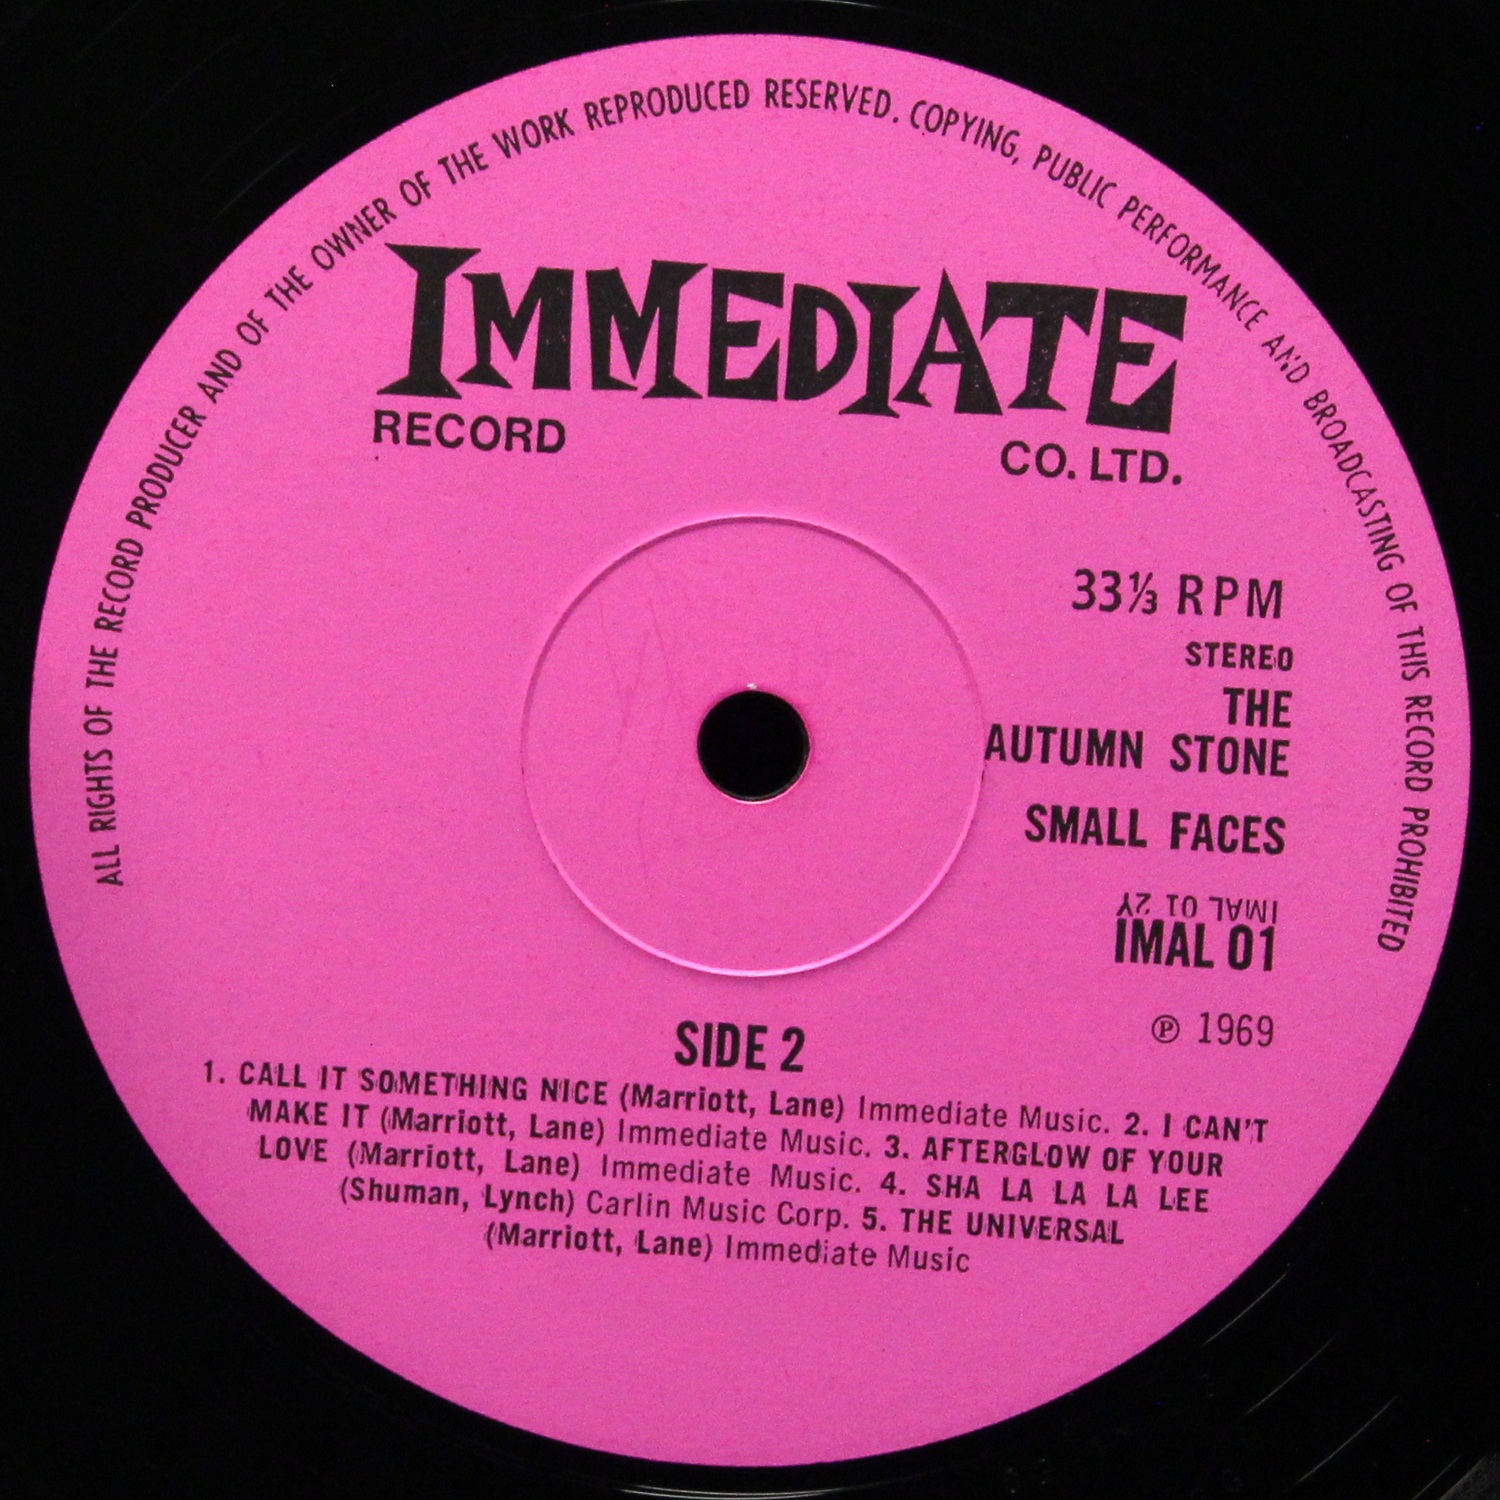 ALL RIGHTS OF THE RECORD PRODUCER AND OF THE OWNER OF THE WORK REPRODUCED RESERVED. COPYING, PUBLIC PERFORMANCE AND BROADCASTING OF THIS RECORD PROHIBITED
IMMEDIATE
RECORD CO. LTD.
33⅓ RPM
STEREO
THE
AUTUMN STONE
SMALL FACES
IMAL 01 2Y
IMAL 01
℗ 1969
SIDE 2
1. CALL IT SOMETHING NICE (Marriott, Lane) Immediate Music. 2. I CAN'T
MAKE IT (Marriott, Lane) Immediate Music. 3. AFTERGLOW OF YOUR
LOVE (Marriott, Lane) Immediate Music. 4. SHA LA LA LA LEE
(Shuman, Lynch) Carlin Music Corp. 5. THE UNIVERSAL
(Marriott, Lane) Immediate Music